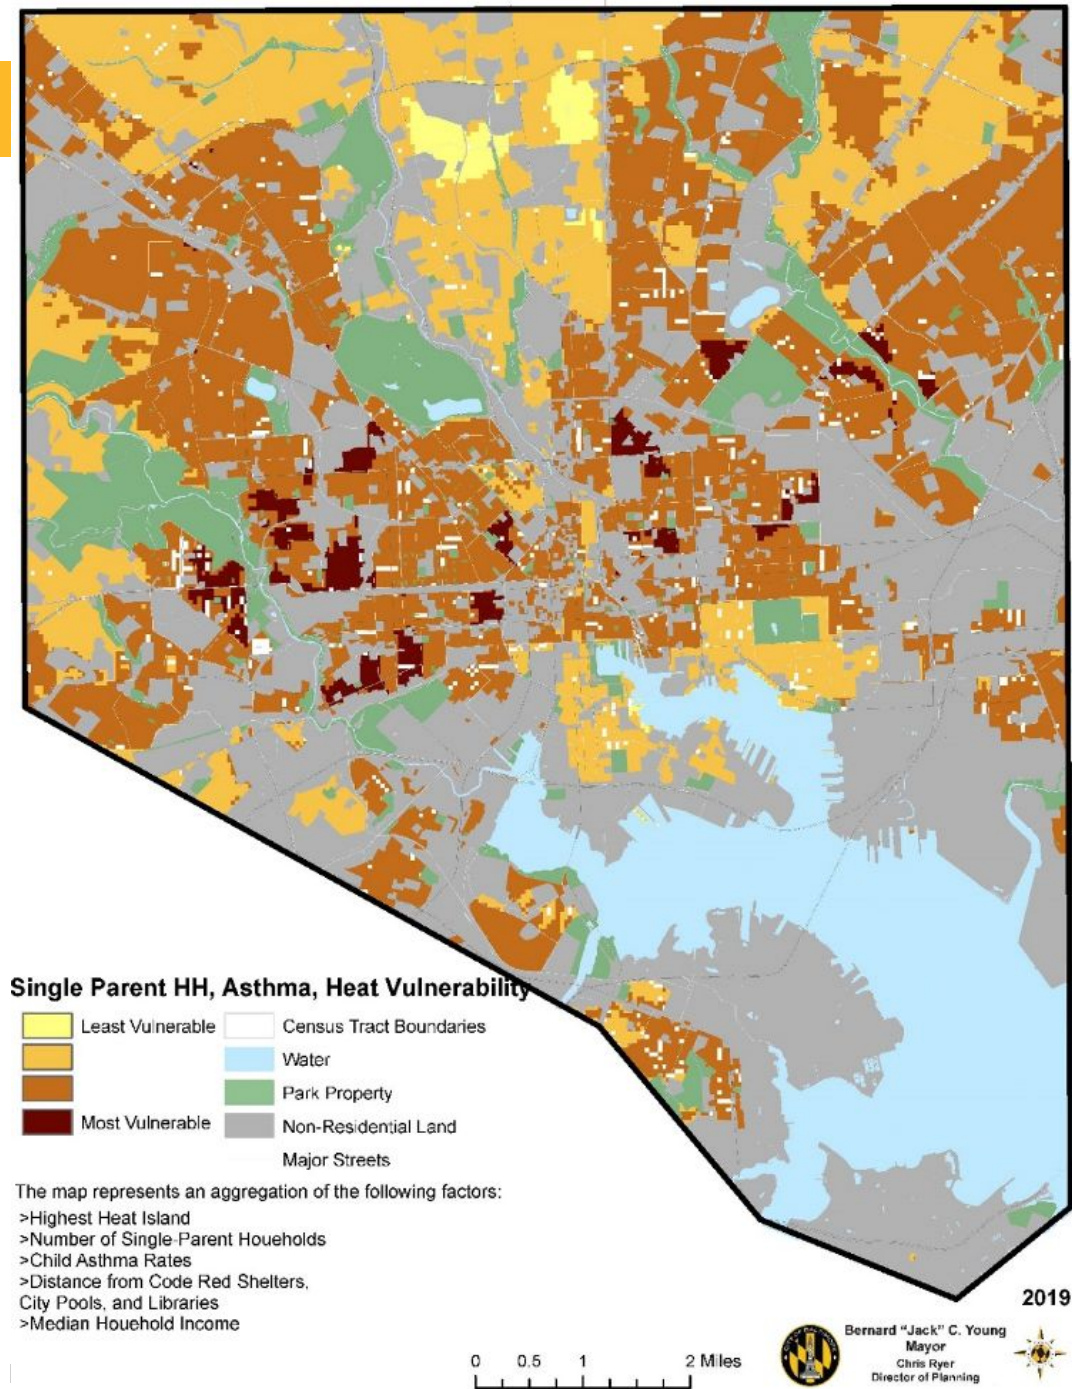 Single Parent HH, Asthma, Heat Vulnerability
Least Vulnerable
Most Vulnerable
Census Tract Boundaries
Water
Park Property
Non-Residential Land
Major Streets
The map represents an aggregation of the following factors:
>Highest Heat Island
>Number of Single-Parent Houeholds
>Child Asthma Rates
>Distance from Code Red Shelters,
City Pools, and Libraries
>Median Houehold Income
0 0.5 1 2 Miles
2019
Bernard "Jack" C. Young
Mayor
Chris Ryer
Director of Planning